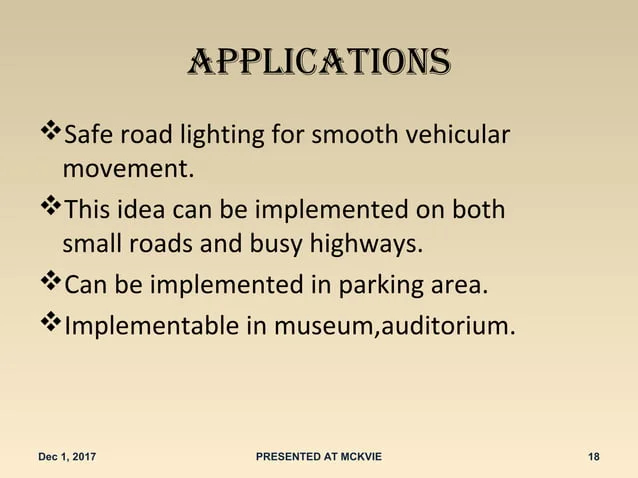 APPLICATIONS
❖Safe road lighting for smooth vehicular
movement.
❖This idea can be implemented on both
small roads and busy highways.
❖Can be implemented in parking area.
❖Implementable in museum,auditorium.
Dec 1, 2017 PRESENTED AT MCKVIE 18